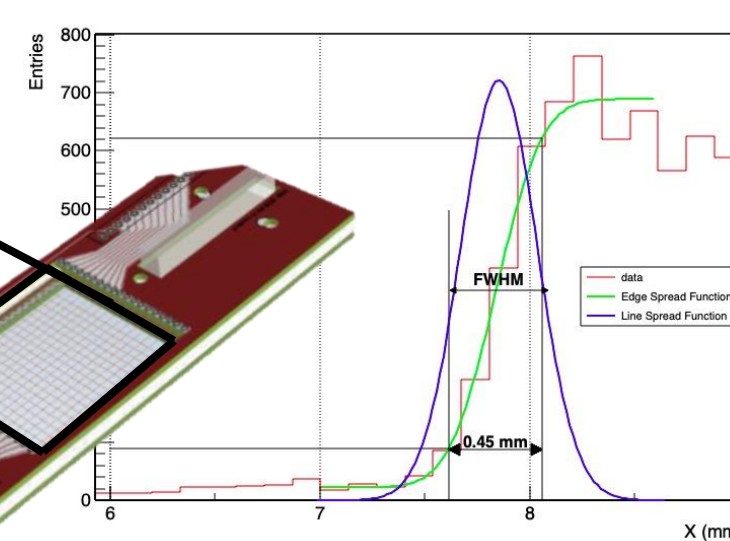 Entries
800
700
600
500
FWHM
data
Edge Spread Function
Line Spread Function
0.45 mm
0
6
7
8
X (mm